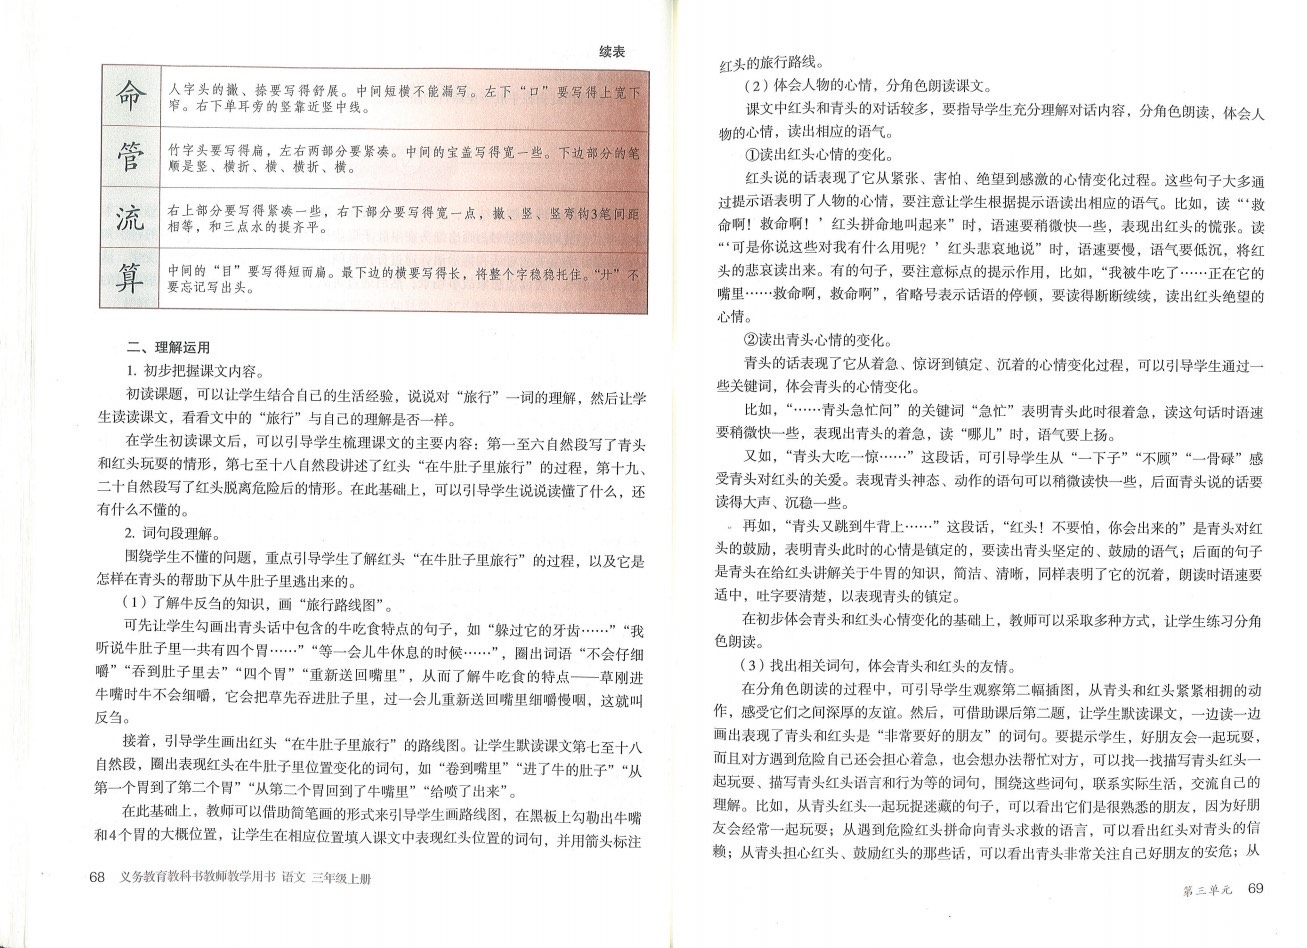 续表
命
人字头的撇、捺要写得舒展。中间短横不能漏写。左下“口”要写得上宽下
窄。右下单耳旁的竖靠近竖中线。
管
竹字头要写得扁，左右两部分要紧凑。中间的宝盖写得宽一些。下边部分的笔
顺是竖、横折、横、横折、横。
流
右上部分要写得紧凑一些，右下部分要写得宽一点，撇、竖、竖弯钩3笔间距
相等，和三点水的提齐平。
算
中间的“目”要写得短而扁。最下边的横要写得长，将整个字稳稳托住。“廾”不
要忘记写出头。
二、理解运用
1. 初步把握课文内容。
初读课题，可以让学生结合自己的生活经验，说说对“旅行”一词的理解，然后让学
生读读课文，看看文中的“旅行”与自己的理解是否一样。
在学生初读课文后，可以引导学生梳理课文的主要内容：第一至六自然段写了青头
和红头玩耍的情形，第七至十八自然段讲述了红头“在牛肚子里旅行”的过程，第十九、
二十自然段写了红头脱离危险后的情形。在此基础上，可以引导学生说说读懂了什么，还
有什么不懂的。
2. 词句段理解。
围绕学生不懂的问题，重点引导学生了解红头“在牛肚子里旅行”的过程，以及它是
怎样在青头的帮助下从牛肚子里逃出来的。
（1）了解牛反刍的知识，画“旅行路线图”。
可先让学生勾画出青头话中包含的牛吃食特点的句子，如“躲过它的牙齿……”“我
听说牛肚子里一共有四个胃……”“等一会儿牛休息的时候……”，圈出词语“不会仔细
嚼”“吞到肚子里去”“四个胃”“重新送回嘴里”，从而了解牛吃食的特点——草刚进
牛嘴时牛不会细嚼，它会把草先吞进肚子里，过一会儿重新送回嘴里细嚼慢咽，这就叫
反刍。
接着，引导学生画出红头“在牛肚子里旅行”的路线图。让学生默读课文第七至十八
自然段，圈出表现红头在牛肚子里位置变化的词句，如“卷到嘴里”“进了牛的肚子”“从
第一个胃到了第二个胃”“从第二个胃回到了牛嘴里”“给喷了出来”。
在此基础上，教师可以借助简笔画的形式来引导学生画路线图，在黑板上勾勒出牛嘴
和4个胃的大概位置，让学生在相应位置填入课文中表现红头位置的词句，并用箭头标注
68 义务教育教科书教师教学用书 语文 三年级上册
红头的旅行路线。
（2）体会人物的心情，分角色朗读课文。
课文中红头和青头的对话较多，要指导学生充分理解对话内容，分角色朗读，体会人
物的心情，读出相应的语气。
①读出红头心情的变化。
红头说的话表现了它从紧张、害怕、绝望到感激的心情变化过程。这些句子大多通
过提示语表明了人物的心情，要注意让学生根据提示语读出相应的语气。比如，读“‘救
命啊！救命啊！’红头拼命地叫起来”时，语速要稍微快一些，表现出红头的慌张。读
“‘可是你说这些对我有什么用呢？’红头悲哀地说”时，语速要慢，语气要低沉，将红
头的悲哀读出来。有的句子，要注意标点的提示作用，比如，“我被牛吃了……正在它的
嘴里……救命啊，救命啊”，省略号表示话语的停顿，要读得断断续续，读出红头绝望的
心情。
②读出青头心情的变化。
青头的话表现了它从着急、惊讶到镇定、沉着的心情变化过程，可以引导学生通过一
些关键词，体会青头的心情变化。
比如，“……青头急忙问”的关键词“急忙”表明青头此时很着急，读这句话时语速
要稍微快一些，表现出青头的着急，读“哪儿”时，语气要上扬。
又如，“青头大吃一惊……”这段话，可引导学生从“一下子”“不顾”“一骨碌”感
受青头对红头的关爱。表现青头神态、动作的语句可以稍微读快一些，后面青头说的话要
读得大声、沉稳一些。
再如，“青头又跳到牛背上……”这段话，“红头！不要怕，你会出来的”是青头对红
头的鼓励，表明青头此时的心情是镇定的，要读出青头坚定的、鼓励的语气；后面的句子
是青头在给红头讲解关于牛胃的知识，简洁、清晰，同样表明了它的沉着，朗读时语速要
适中，吐字要清楚，以表现青头的镇定。
在初步体会青头和红头心情变化的基础上，教师可以采取多种方式，让学生练习分角
色朗读。
（3）找出相关词句，体会青头和红头的友情。
在分角色朗读的过程中，可引导学生观察第二幅插图，从青头和红头紧紧相拥的动
作，感受它们之间深厚的友谊。然后，可借助课后第二题，让学生默读课文，一边读一边
画出表现了青头和红头是“非常要好的朋友”的词句。要提示学生，好朋友会一起玩耍，
而且对方遇到危险自己还会担心着急，也会想办法帮忙对方，可以找一找描写青头红头一
起玩耍、描写青头红头语言和行为等的词句，围绕这些词句，联系实际生活，交流自己的
理解。比如，从青头红头一起玩捉迷藏的句子，可以看出它们是很熟悉的朋友，因为好朋
友会经常一起玩耍；从遇到危险红头拼命向青头求救的语言，可以看出红头对青头的信
赖；从青头担心红头、鼓励红头的那些话，可以看出青头非常关注自己好朋友的安危；从
第三单元 69